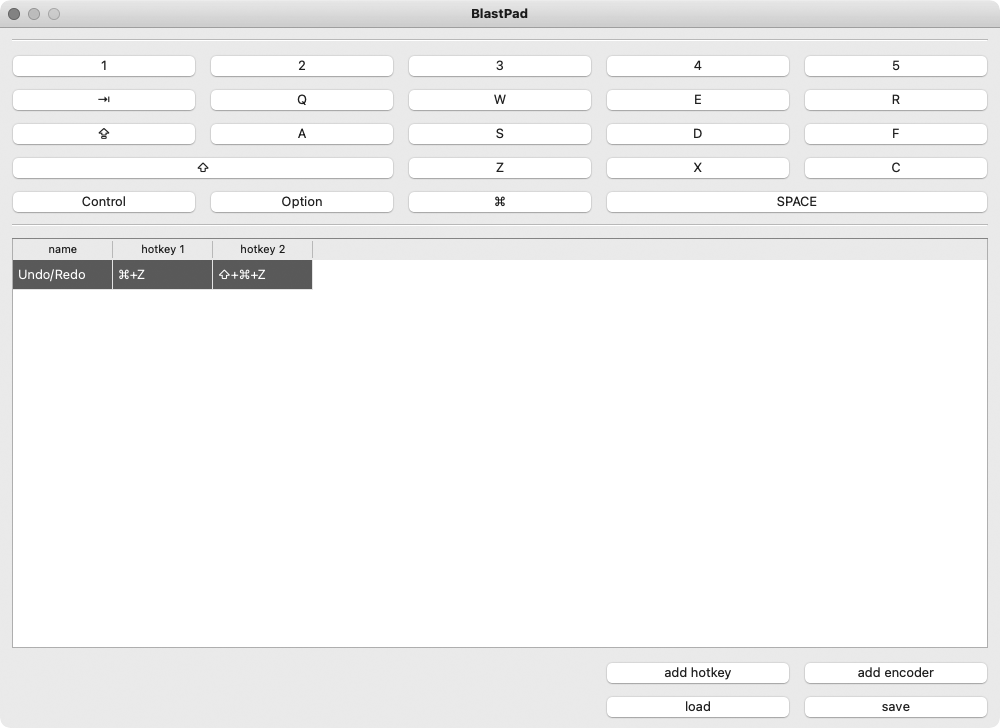 BlastPad
1 2 3 4 5
⇥ Q W E R
⇪ A S D F
⇧ Z X C
Control Option ⌘ SPACE
name hotkey 1 hotkey 2
Undo/Redo ⌘+Z ⇧+⌘+Z
add hotkey add encoder
load save